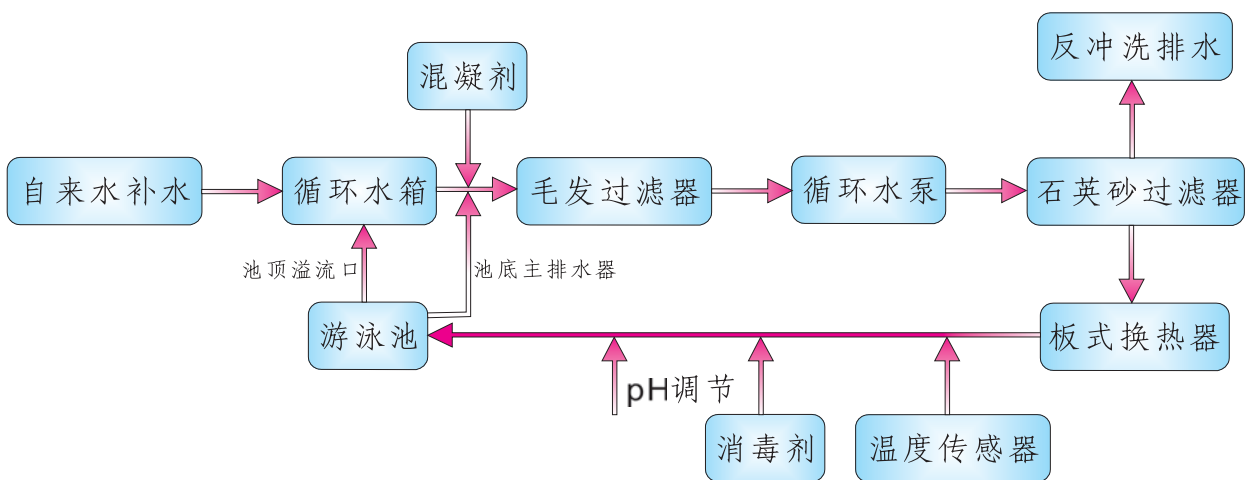 反冲洗排水
混凝剂
自来水补水
循环水箱
毛发过滤器
循环水泵
石英砂过滤器
池顶溢流口
池底主排水器
游泳池
板式换热器
pH调节
消毒剂
温度传感器